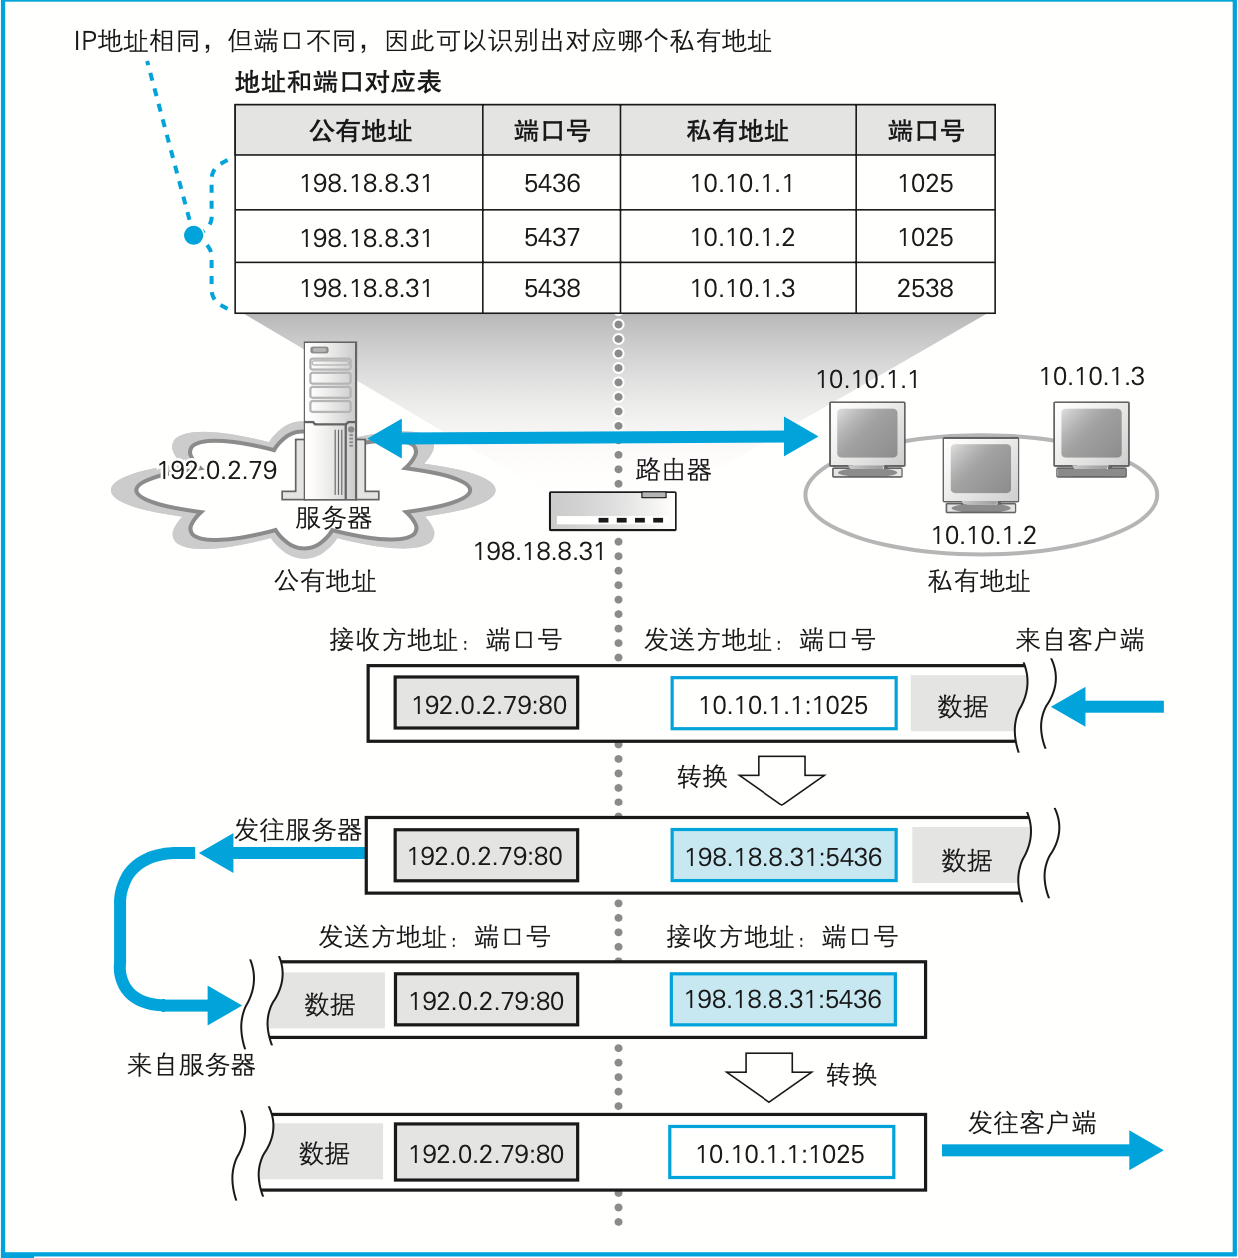 IP地址相同，但端口不同，因此可以识别出对应哪个私有地址
地址和端口对应表
公有地址 端口号 私有地址 端口号
198.18.8.31 5436 10.10.1.1 1025
198.18.8.31 5437 10.10.1.2 1025
198.18.8.31 5438 10.10.1.3 2538
10.10.1.1
10.10.1.3
192.0.2.79
路由器
服务器
10.10.1.2
198.18.8.31
公有地址
私有地址
接收方地址：端口号 发送方地址：端口号 来自客户端
192.0.2.79:80 10.10.1.1:1025 数据
转换
发往服务器
192.0.2.79:80 198.18.8.31:5436 数据
发送方地址：端口号 接收方地址：端口号
数据 192.0.2.79:80 198.18.8.31:5436
来自服务器
转换
发往客户端
数据 192.0.2.79:80 10.10.1.1:1025